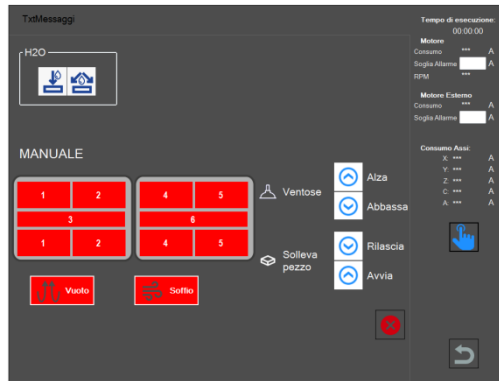 TxtMessaggi
H2O
MANUALE
1 2
3
1 2
4 5
6
4 5
Ventose
Alza
Abbassa
Solleva
pezzo
Rilascia
Avvia
Vuoto
Soffio
Tempo di esecuzione:
00:00:00
Motore
Consumo *** A
Soglia Allarme A
RPM ***
Motore Esterno
Consumo *** A
Soglia Allarme A
Consumo Assi:
X: *** A
Y: *** A
Z: *** A
C: *** A
A: *** A